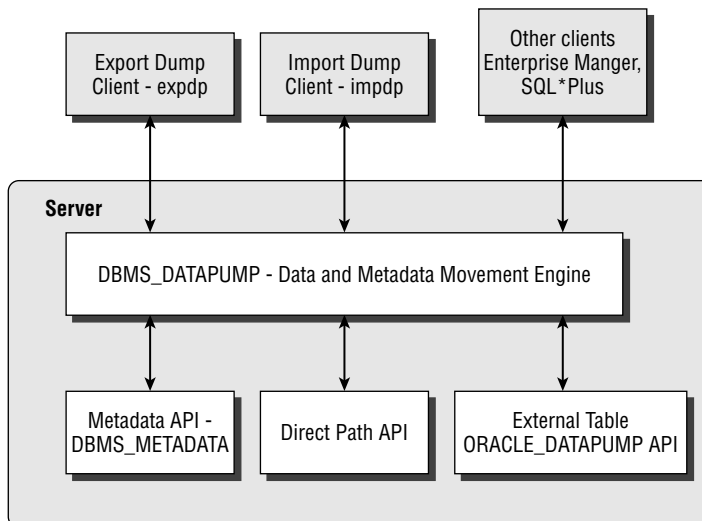 Export Dump
Client - expdp
Import Dump
Client - impdp
Other clients
Enterprise Manger,
SQL*Plus
Server
DBMS_DATAPUMP - Data and Metadata Movement Engine
Metadata API -
DBMS_METADATA
Direct Path API
External Table
ORACLE_DATAPUMP API